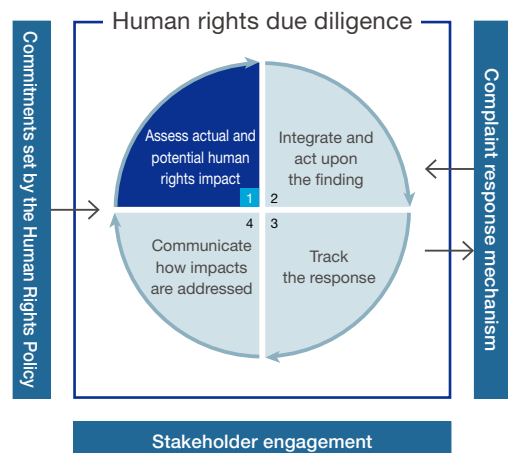 Human rights due diligence
Commitments set by the Human Rights Policy
Assess actual and
potential human
rights impact
1
Integrate and
act upon
the finding
2
3
Track
the response
4
Communicate
how impacts
are addressed
Complaint response mechanism
Stakeholder engagement